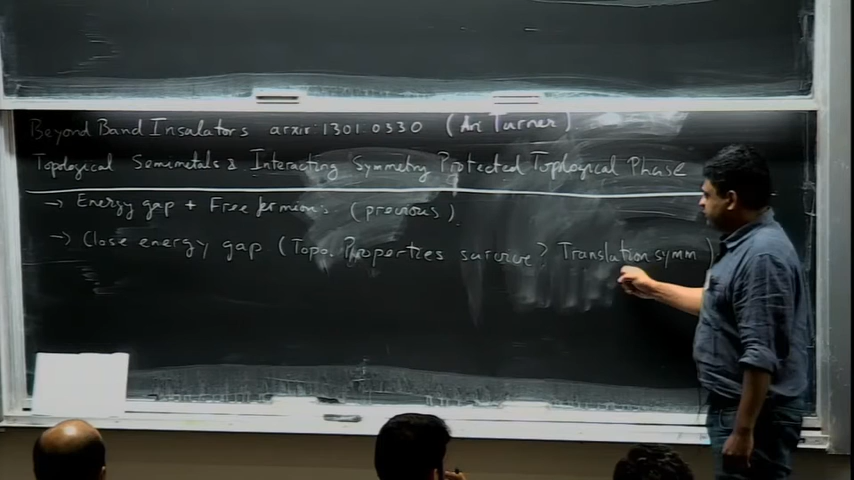 Beyond Band Insulators arxiv:1301.0330 (Ari Turner)
Topological Semimetals & Interacting Symmetry Protected Topological Phase
→ Energy gap + Free fermions (previous).
→ Close energy gap (Topo. Properties survive? Translation symm)